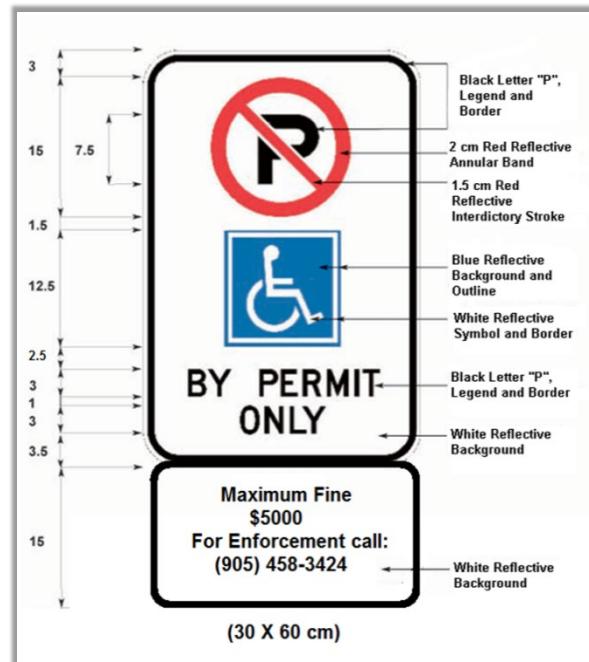 3
15
7.5
1.5
12.5
2.5
3
1
3
3.5
15
P
BY PERMIT
ONLY
Maximum Fine
$5000
For Enforcement call:
(905) 458-3424
(30 X 60 cm)
Black Letter "P",
Legend and
Border
2 cm Red Reflective
Annular Band
1.5 cm Red
Reflective
Interdictory Stroke
Blue Reflective
Background and
Outline
White Reflective
Symbol and Border
Black Letter "P",
Legend and Border
White Reflective
Background
White Reflective
Background